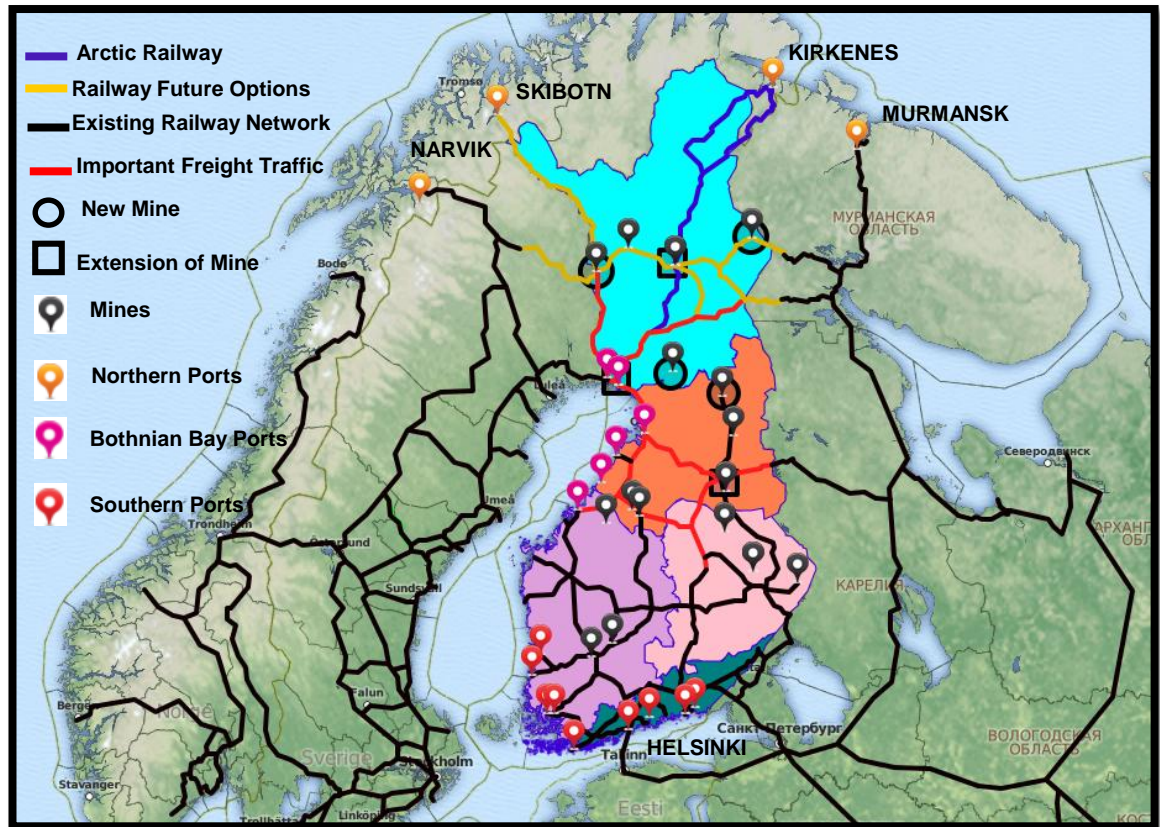 Arctic Railway
Railway Future Options
Existing Railway Network
Important Freight Traffic
New Mine
Extension of Mine
Mines
Northern Ports
Bothnian Bay Ports
Southern Ports
KIRKENES
Tromsø
SKIBOTN
MURMANSK
NARVIK
МУРМАНСКАЯ
ОБЛАСТЬ
Bodø
Luleå
Северодвинск
Umeå
Trondheim
Östersund
АРХАНГ
ОБЛ
Sundsvall
КАРЕЛИЯ
Falun
Bergen
Norge
Санкт-Петербург
HELSINKI
Tallinn
ВОЛОГОДСКАЯ
ОБЛАСТЬ
Sverige
Stockholm
Stavanger
Eesti
Trollhätta
Linköping
КОС